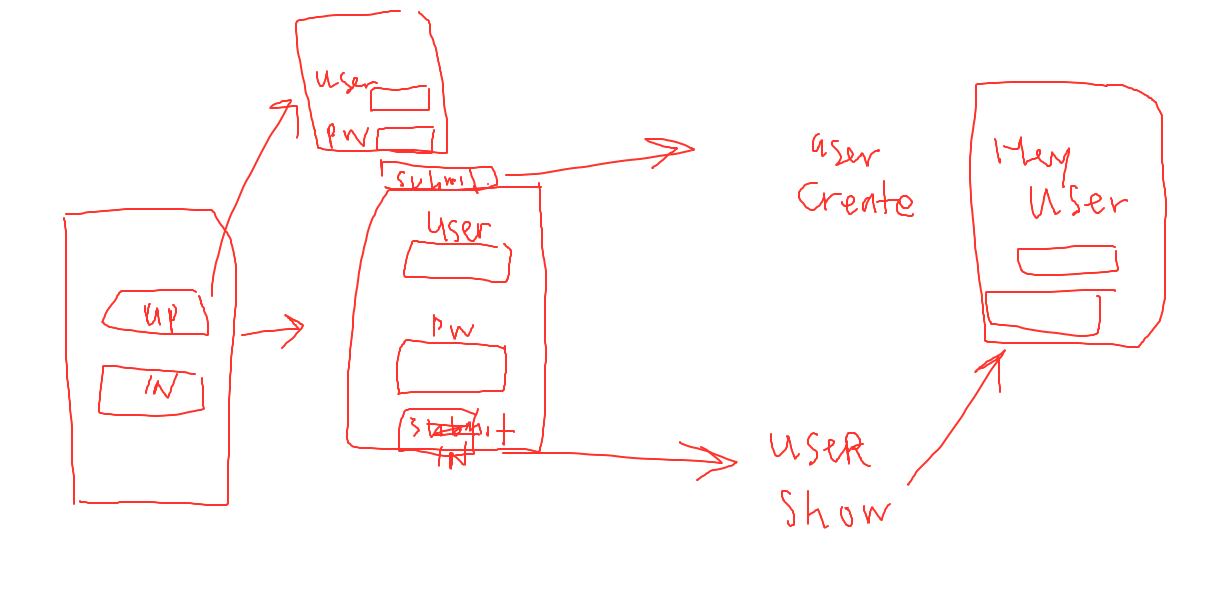 user
PW
submit
UP
IN
user
PW
submit
IN
user
Create
USER
Show
Hey
User